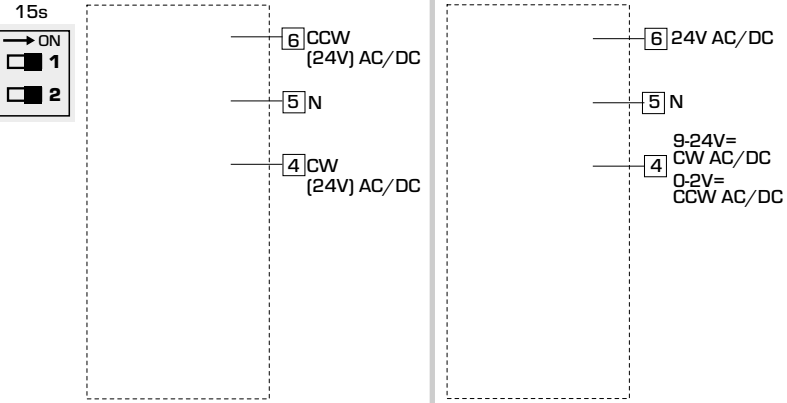 15s
→ ON
1
2
6 CCW
(24V) AC/DC
5 N
4 CW
(24V) AC/DC
6 24V AC/DC
5 N
9-24V=
4 CW AC/DC
0-2V=
CCW AC/DC